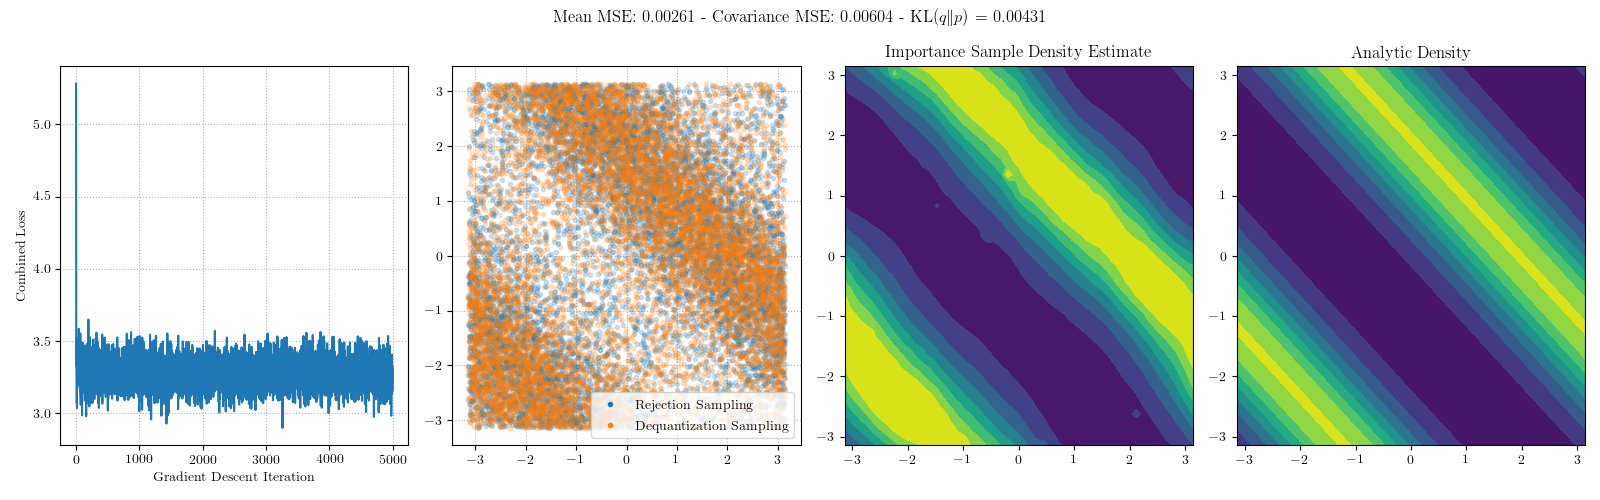 Mean MSE: 0.00261 - Covariance MSE: 0.00604 - KL(q∥p) = 0.00431
Combined Loss
5.0
4.5
4.0
3.5
3.0
0 1000 2000 3000 4000 5000
Gradient Descent Iteration
3
2
1
0
−1
−2
−3
Rejection Sampling
Dequantization Sampling
−3 −2 −1 0 1 2 3
Importance Sample Density Estimate
3
2
1
0
−1
−2
−3
−3 −2 −1 0 1 2 3
Analytic Density
3
2
1
0
−1
−2
−3
−3 −2 −1 0 1 2 3